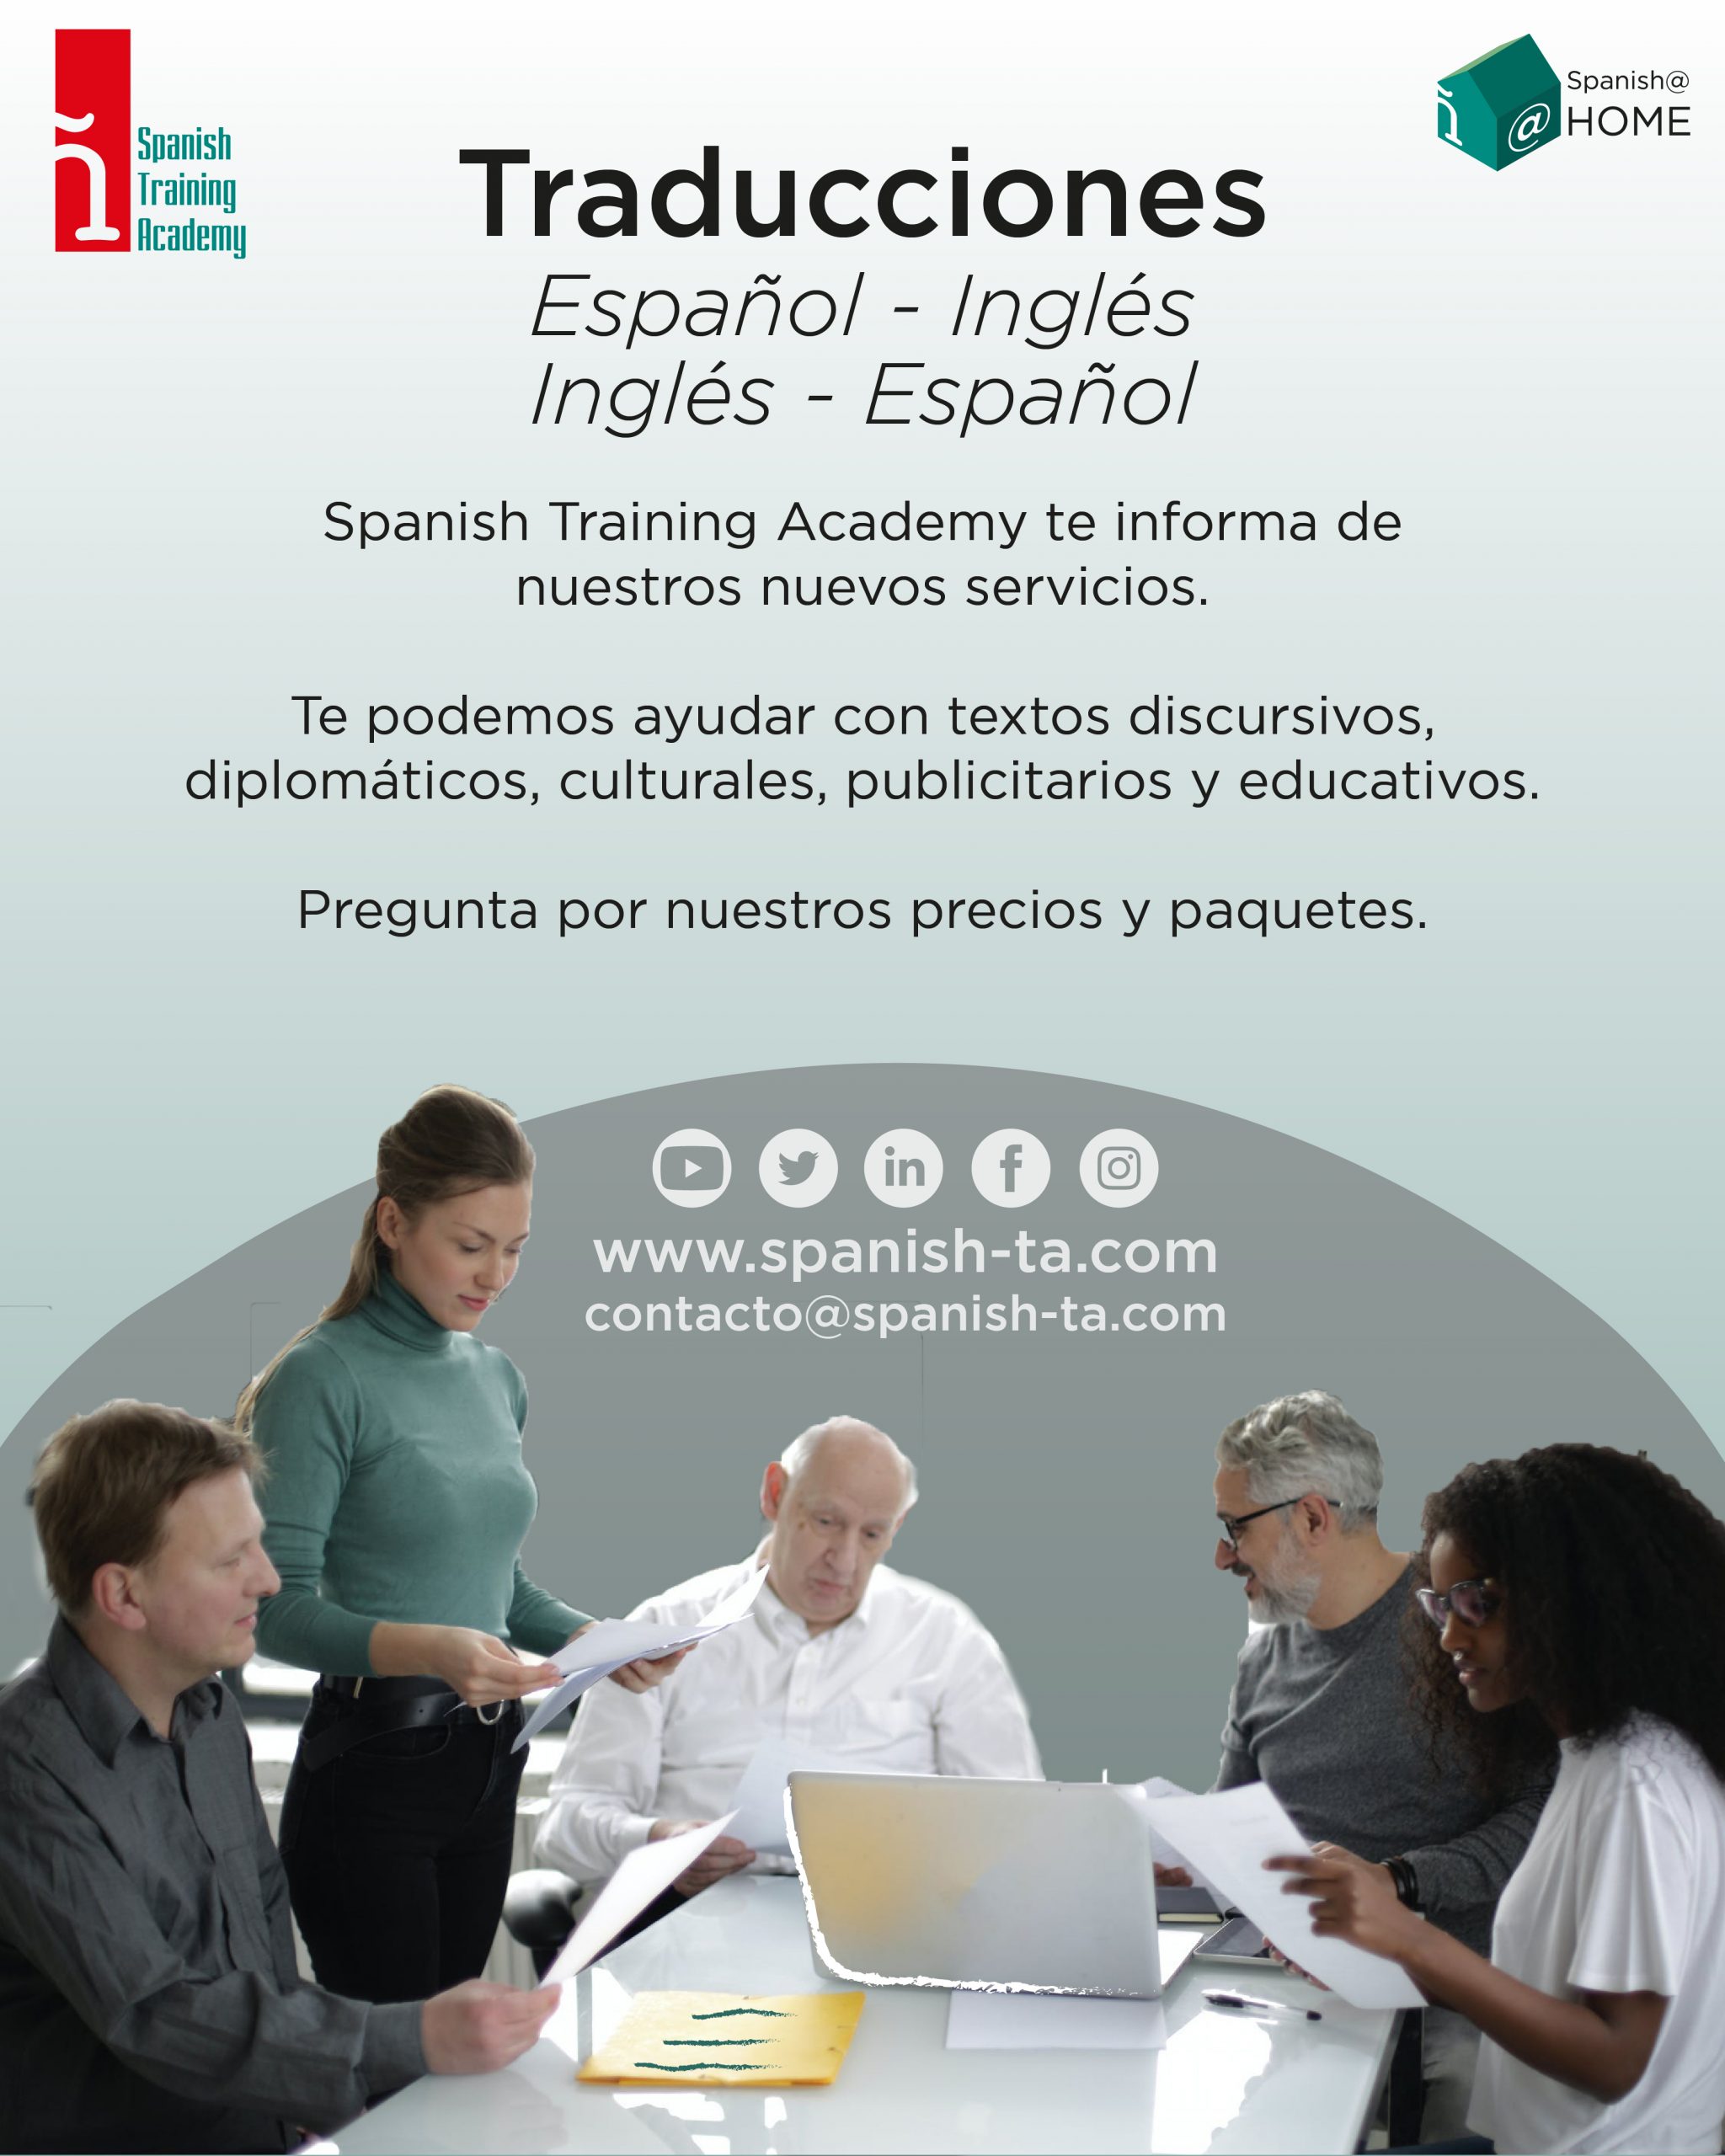 Spanish
Training
Academy
Spanish@
HOME
Traducciones
Español - Inglés
Inglés - Español
Spanish Training Academy te informa de
nuestros nuevos servicios.
Te podemos ayudar con textos discursivos,
diplomáticos, culturales, publicitarios y educativos.
Pregunta por nuestros precios y paquetes.
www.spanish-ta.com
contacto@spanish-ta.com